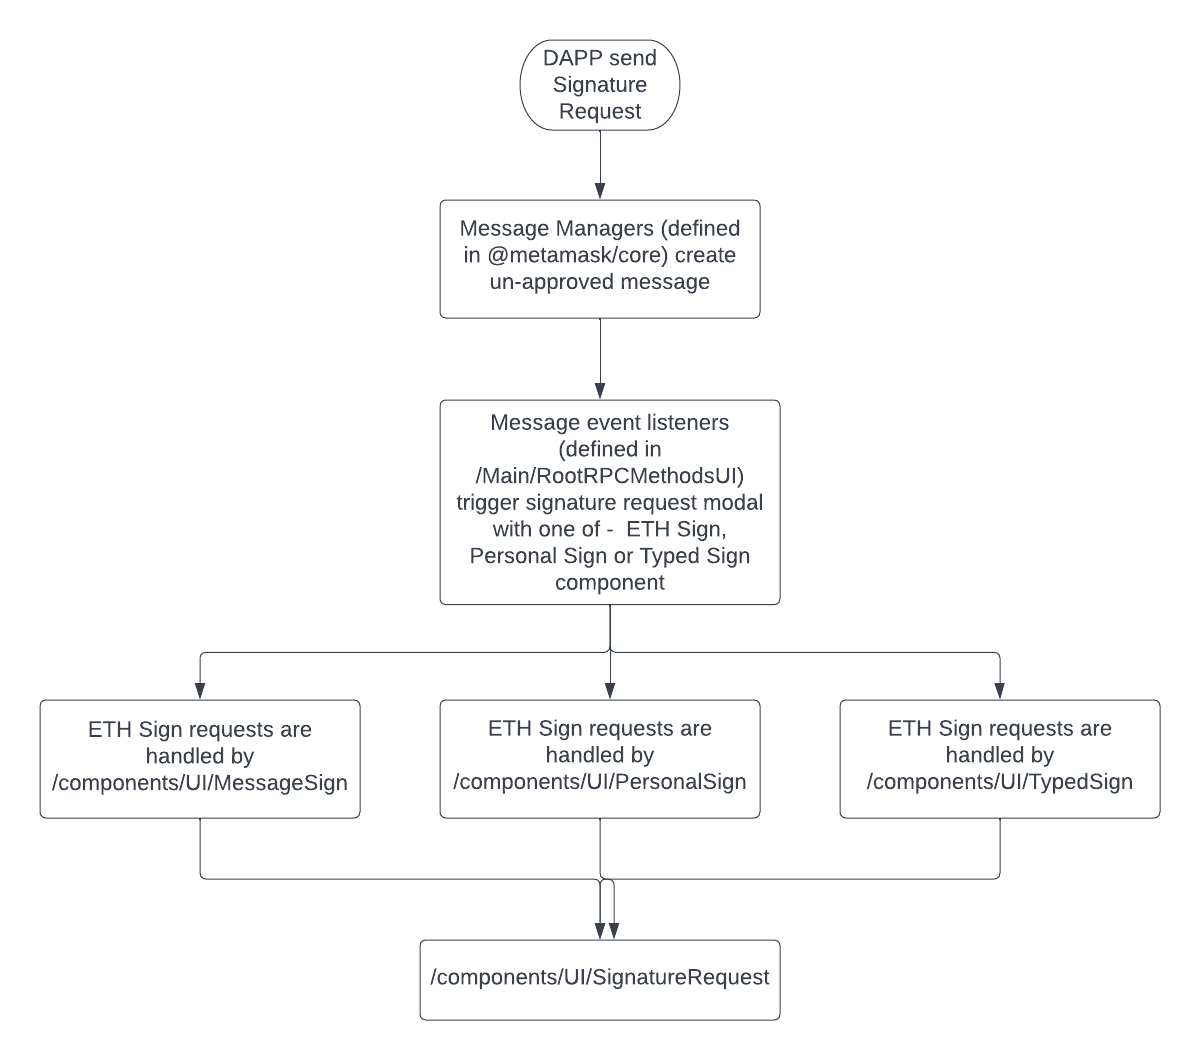 DAPP send
Signature
Request
Message Managers (defined
in @metamask/core) create
un-approved message
Message event listeners
(defined in
/Main/RootRPCMethodsUI)
trigger signature request modal
with one of -  ETH Sign,
Personal Sign or Typed Sign
component
ETH Sign requests are
handled by
/components/UI/MessageSign
ETH Sign requests are
handled by
/components/UI/PersonalSign
ETH Sign requests are
handled by
/components/UI/TypedSign
/components/UI/SignatureRequest